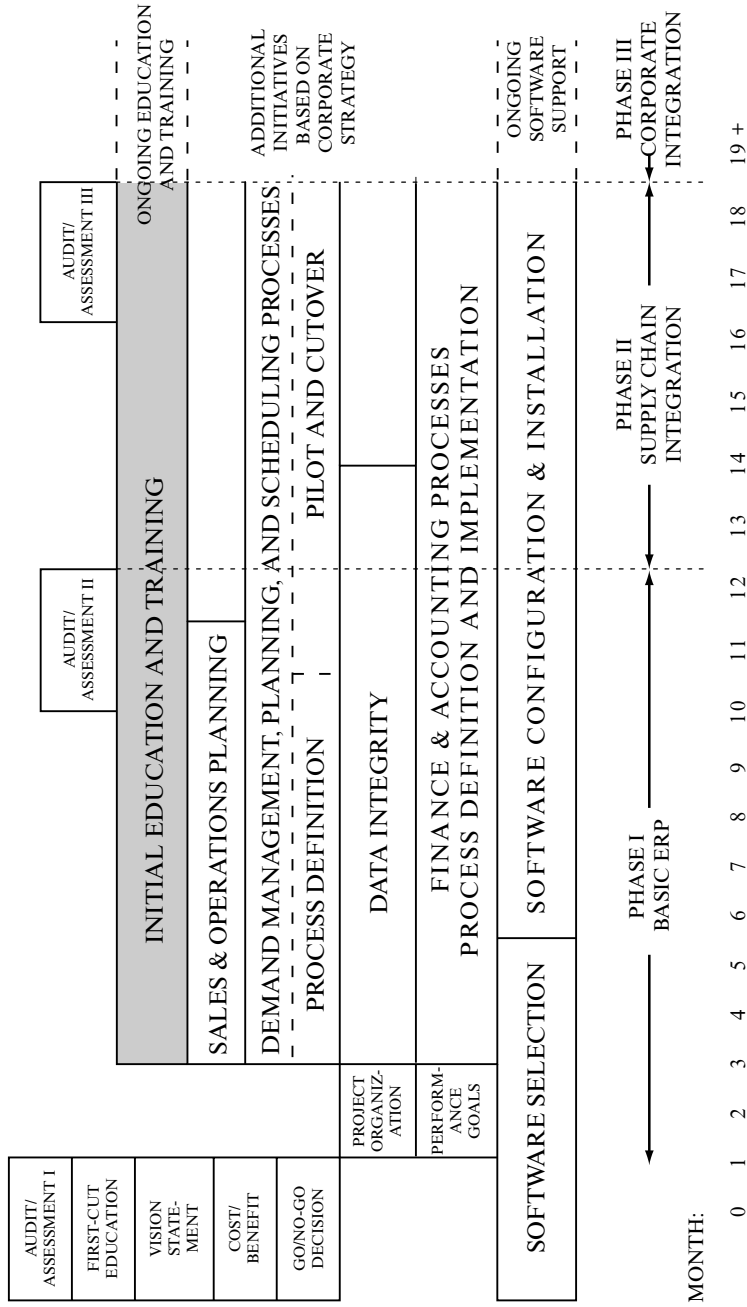 AUDIT/
ASSESSMENT I
FIRST-CUT
EDUCATION
VISION
STATE-
MENT
COST/
BENEFIT
GO/NO-GO
DECISION
AUDIT/
ASSESSMENT II
AUDIT/
ASSESSMENT III
INITIAL EDUCATION AND TRAINING
ONGOING EDUCATION
AND TRAINING
SALES & OPERATIONS PLANNING
DEMAND MANAGEMENT, PLANNING, AND SCHEDULING PROCESSES
PROCESS DEFINITION
PILOT AND CUTOVER
ADDITIONAL
INITIATIVES
BASED ON
CORPORATE
STRATEGY
PROJECT
ORGANIZ-
ATION
DATA INTEGRITY
PERFORM-
ANCE
GOALS
FINANCE & ACCOUNTING PROCESSES
PROCESS DEFINITION AND IMPLEMENTATION
SOFTWARE SELECTION
SOFTWARE CONFIGURATION & INSTALLATION
ONGOING
SOFTWARE
SUPPORT
PHASE I
BASIC ERP
PHASE II
SUPPLY CHAIN
INTEGRATION
PHASE III
CORPORATE
INTEGRATION
MONTH:
0 1 2 3 4 5 6 7 8 9 10 11 12 13 14 15 16 17 18 19 +